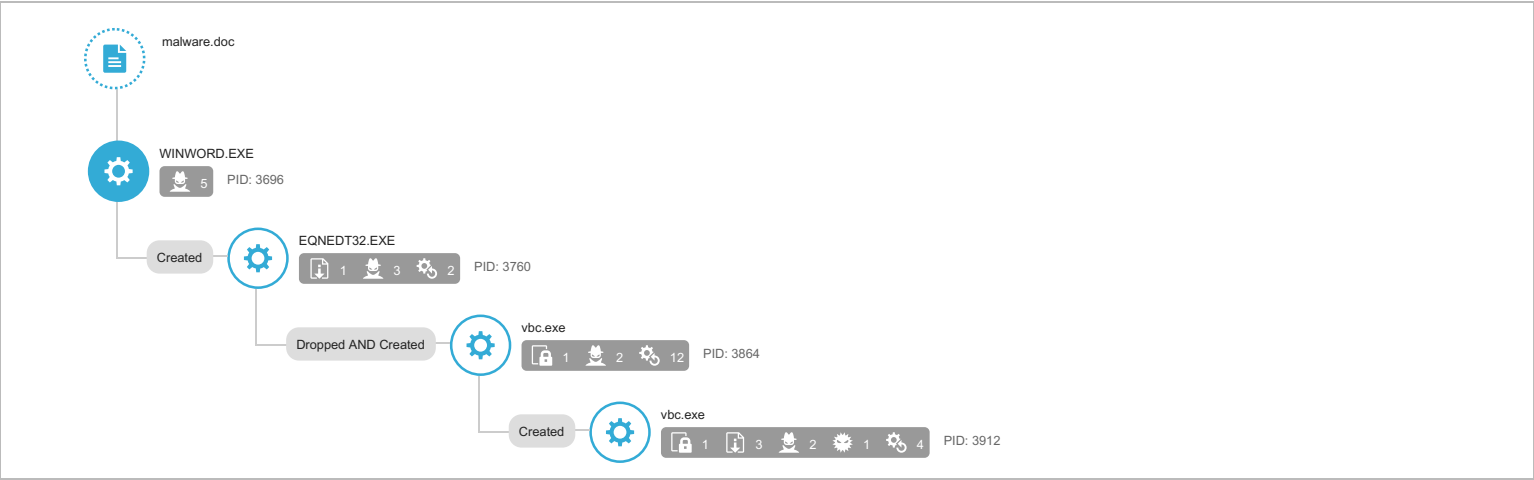 malware.doc
WINWORD.EXE
5 PID: 3696
Created
EQNEDT32.EXE
1 3 2 PID: 3760
Dropped AND Created
vbc.exe
1 2 12 PID: 3864
Created
vbc.exe
1 3 2 1 4 PID: 3912